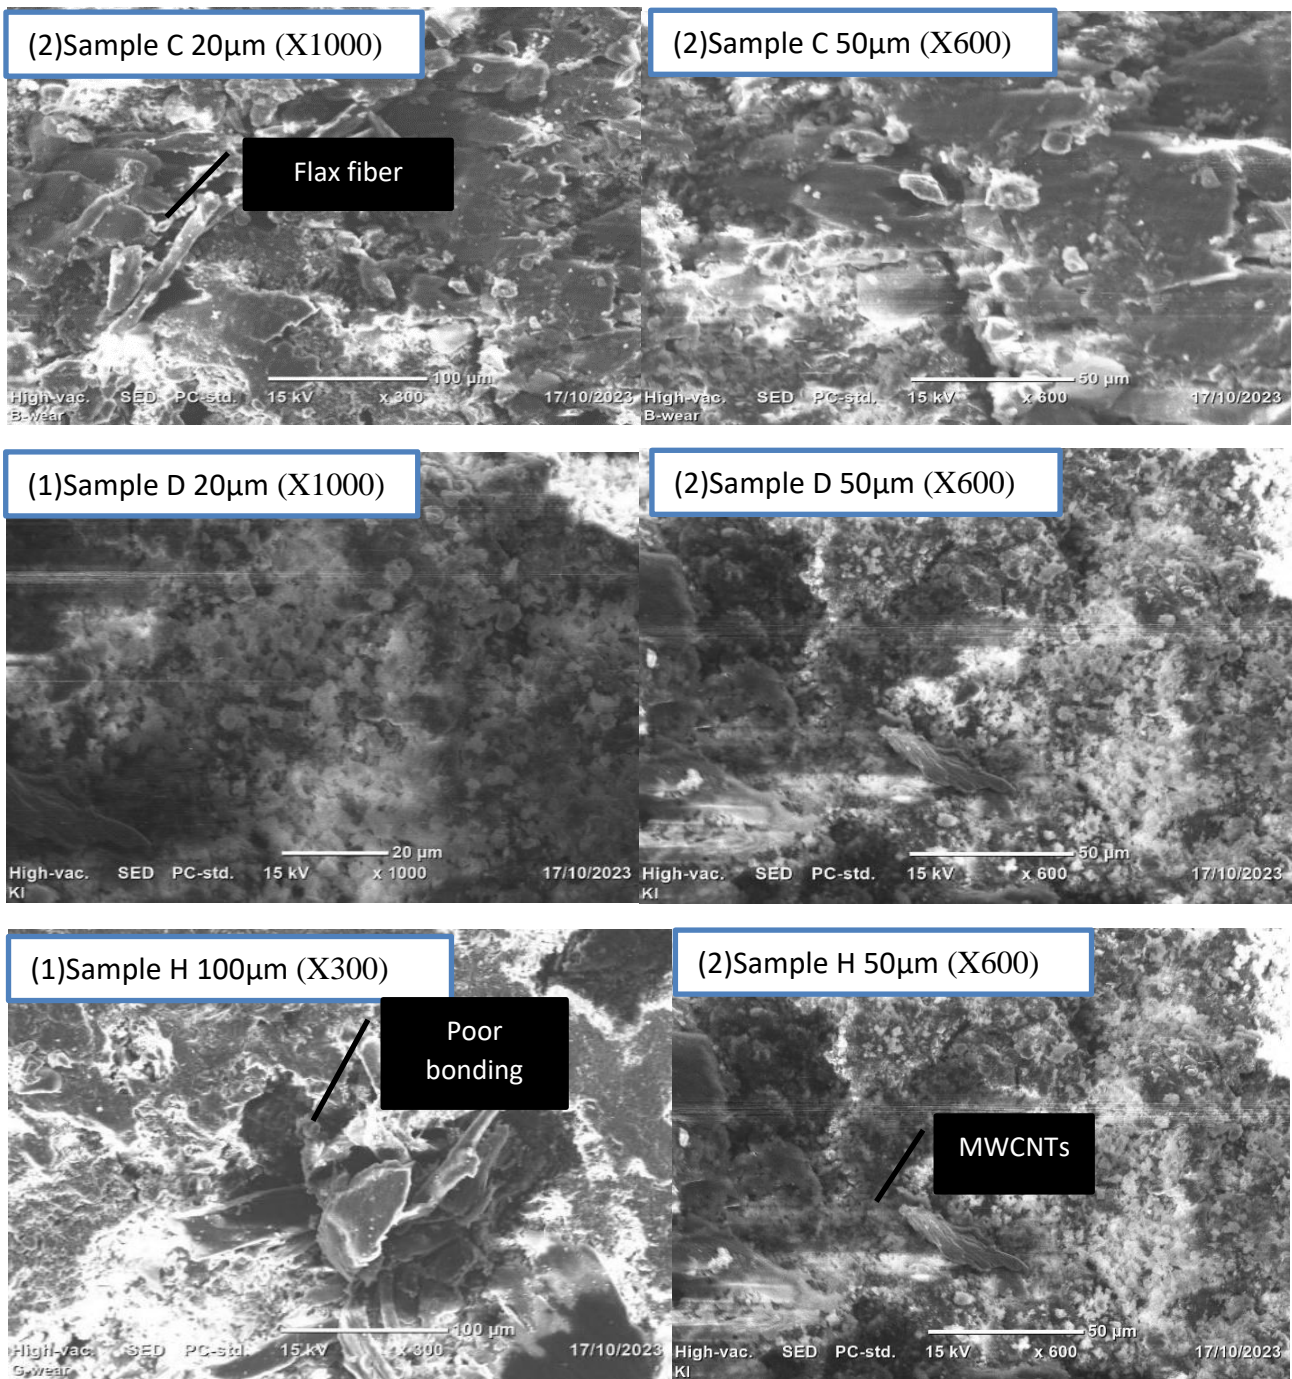 (2)Sample C 20µm (X1000)
Flax fiber
100 µm
High-vac. SED PC-std. 15 kV x 300 17/10/2023
B-wear
(2)Sample C 50µm (X600)
50 µm
High-vac. SED PC-std. 15 kV x 600 17/10/2023
B-wear
(1)Sample D 20µm (X1000)
20 µm
High-vac. SED PC-std. 15 kV x 1000 17/10/2023
KI
(2)Sample D 50µm (X600)
50 µm
High-vac. SED PC-std. 15 kV x 600 17/10/2023
KI
(1)Sample H 100µm (X300)
Poor
bonding
100 µm
High-vac. SED PC-std. 15 kV x 300 17/10/2023
G-wear
(2)Sample H 50µm (X600)
MWCNTs
50 µm
High-vac. SED PC-std. 15 kV x 600 17/10/2023
KI